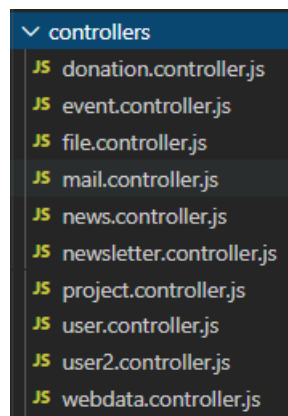 controllers
JS donation.controller.js
JS event.controller.js
JS file.controller.js
JS mail.controller.js
JS news.controller.js
JS newsletter.controller.js
JS project.controller.js
JS user.controller.js
JS user2.controller.js
JS webdata.controller.js